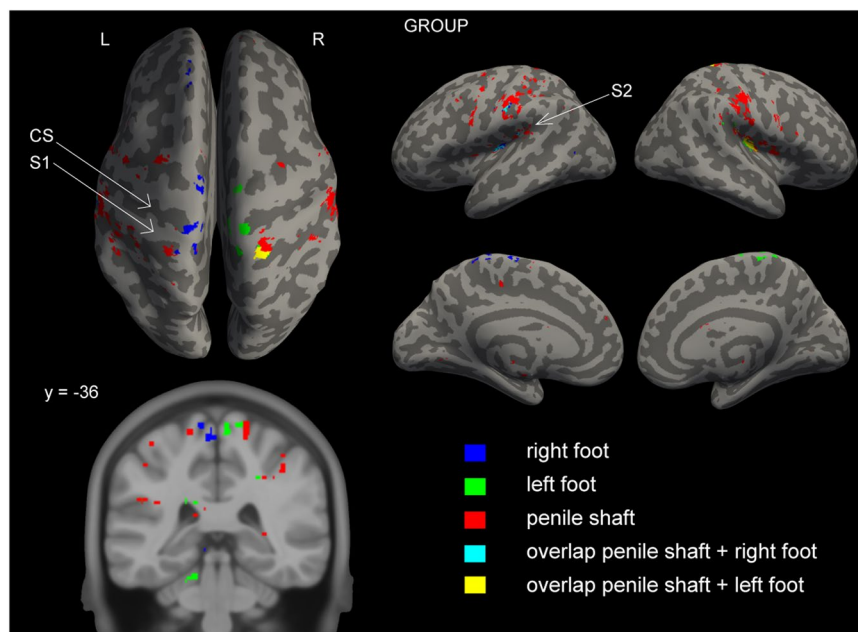 L
R
GROUP
CS
S1
S2
y = -36
right foot
left foot
penile shaft
overlap penile shaft + right foot
overlap penile shaft + left foot